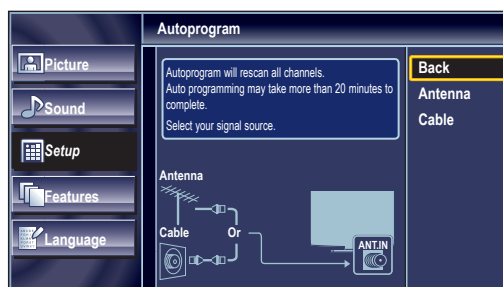 Autoprogram
Picture
Sound
Setup
Features
Language
Autoprogram will rescan all channels.
Auto programming may take more than 20 minutes to
complete.
Select your signal source.
Antenna
Cable
Or
ANT.IN
Back
Antenna
Cable